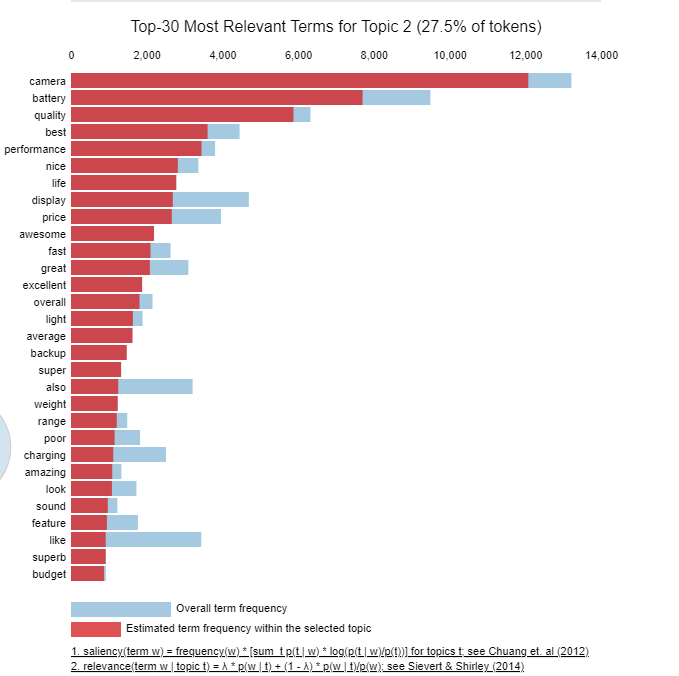 Top-30 Most Relevant Terms for Topic 2 (27.5% of tokens)
0 2,000 4,000 6,000 8,000 10,000 12,000 14,000
camera
battery
quality
best
performance
nice
life
display
price
awesome
fast
great
excellent
overall
light
average
backup
super
also
weight
range
poor
charging
amazing
look
sound
feature
like
superb
budget
Overall term frequency
Estimated term frequency within the selected topic
1. saliency(term w) = frequency(w) * [sum_t p(t | w) * log(p(t | w)/p(t))] for topics t; see Chuang et. al (2012)
2. relevance(term w | topic t) = λ * p(w | t) + (1 - λ) * p(w | t)/p(w); see Sievert & Shirley (2014)